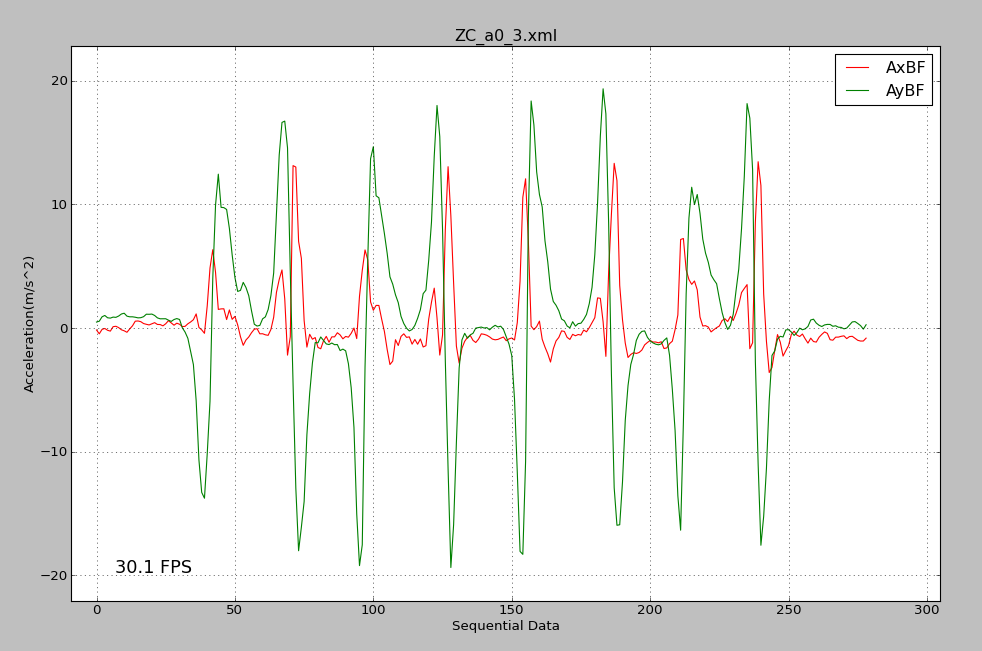 ZC_a0_3.xml
AxBF
AyBF
Acceleration(m/s^2)
20
10
0
−10
−20
30.1 FPS
0 50 100 150 200 250 300
Sequential Data